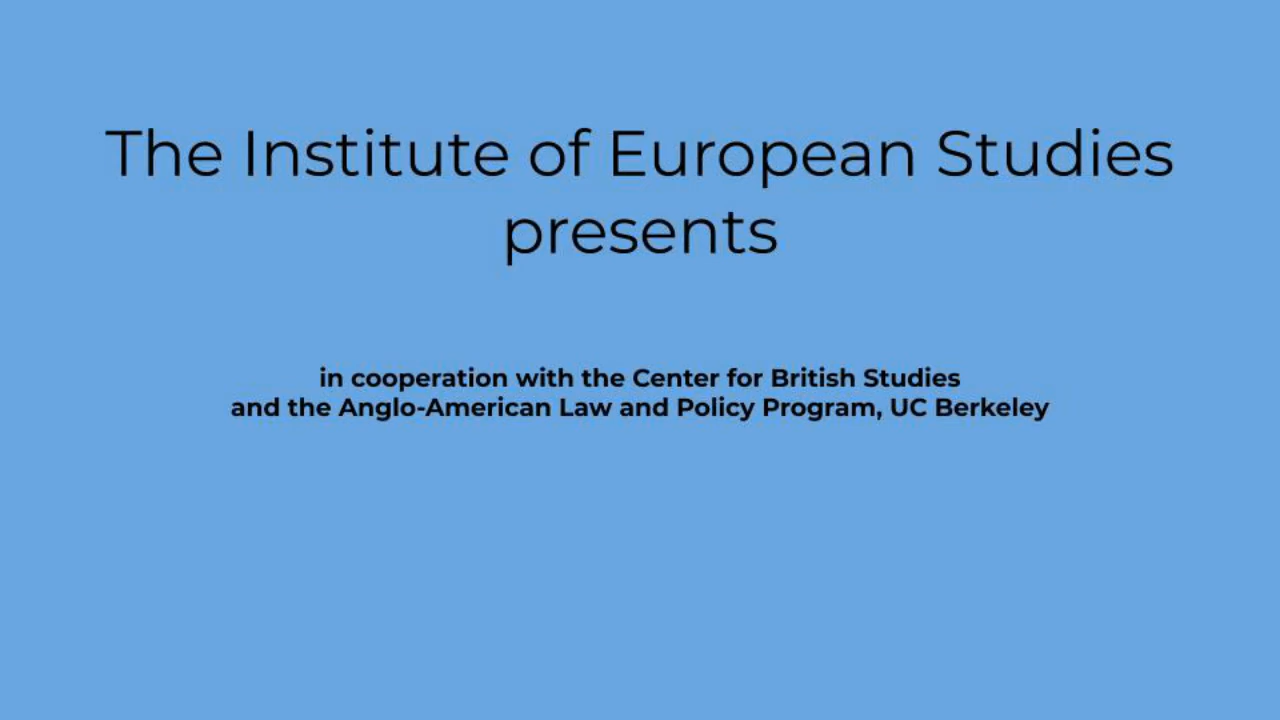 The Institute of European Studies
presents
in cooperation with the Center for British Studies
and the Anglo-American Law and Policy Program, UC Berkeley